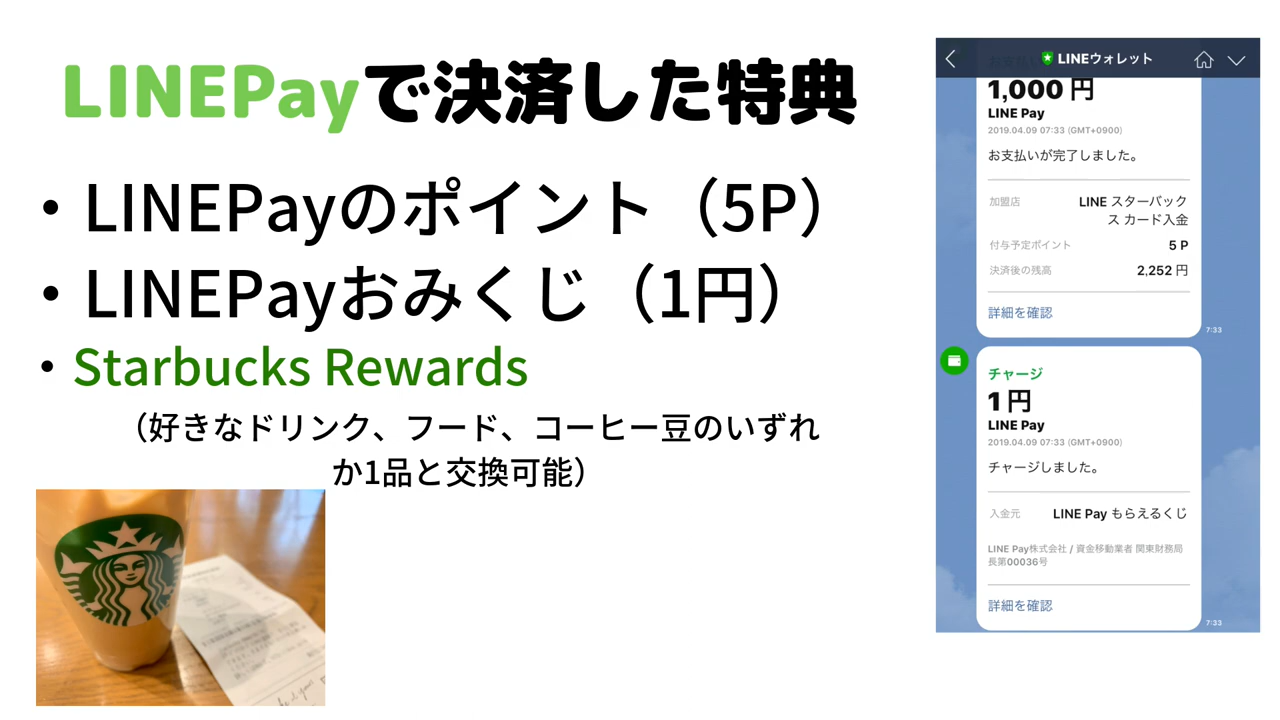 LINEPayで決済した特典
・LINEPayのポイント（5P）
・LINEPayおみくじ（1円）
・Starbucks Rewards
（好きなドリンク、フード、コーヒー豆のいずれ
か1品と交換可能）
LINEウォレット
1,000 円
LINE Pay
2019.04.09 07:33 (GMT+0900)
お支払いが完了しました。
加盟店 LINE スターバック
ス カード入金
付与予定ポイント 5 P
決済後の残高 2,252 円
詳細を確認
7:33
チャージ
1 円
LINE Pay
2019.04.09 07:33 (GMT+0900)
チャージしました。
入金元 LINE Pay もらえるくじ
LINE Pay株式会社 / 資金移動業者 関東財務局
長第00036号
詳細を確認
7:33